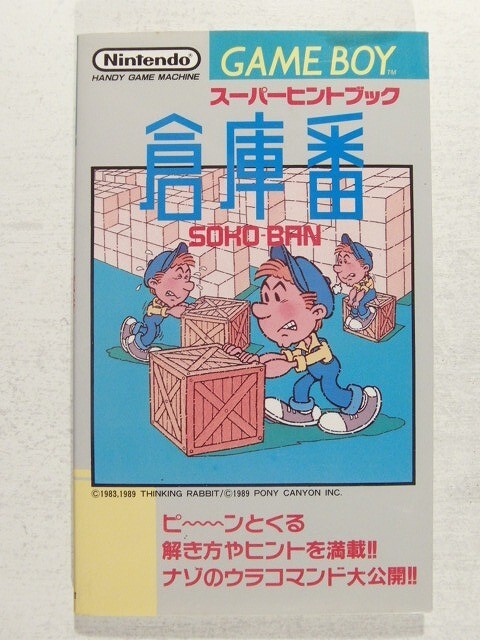 Nintendo®
HANDY GAME MACHINE
GAME BOY™
スーパーヒントブック
倉庫番
SOKO BAN
©1983,1989 THINKING RABBIT/©1989 PONY CANYON INC.
ピ〜〜〜ンとくる
解き方やヒントを満載!!
ナゾのウラコマンド大公開!!